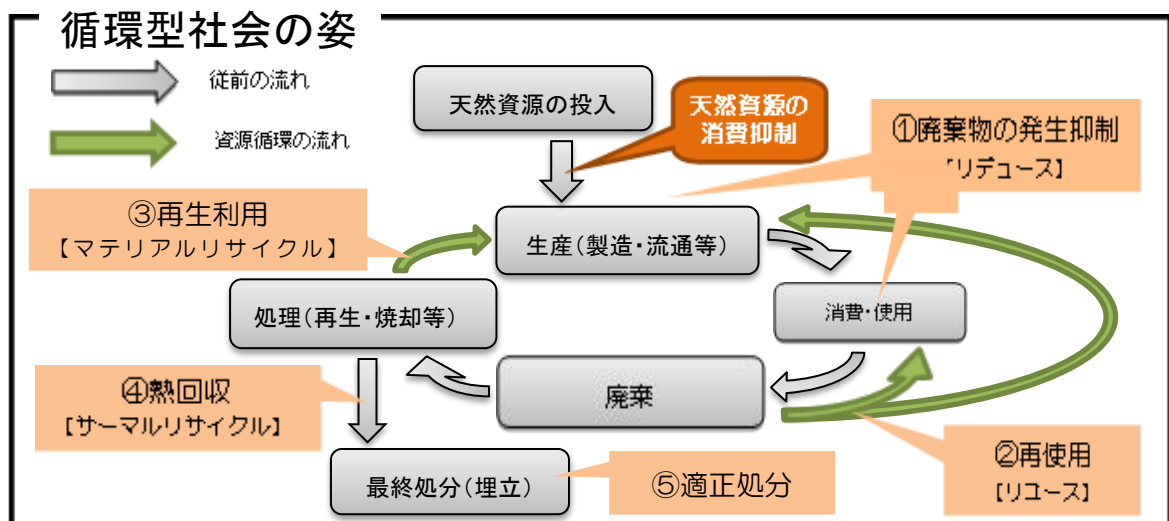 循環型社会の姿
従前の流れ
資源循環の流れ
天然資源の投入
天然資源の
消費抑制
①廃棄物の発生抑制
【リデュース】
③再生利用
【マテリアルリサイクル】
生産(製造・流通等)
処理(再生・焼却等)
消費・使用
④熱回収
【サーマルリサイクル】
廃棄
②再使用
【リユース】
最終処分(埋立)
⑤適正処分